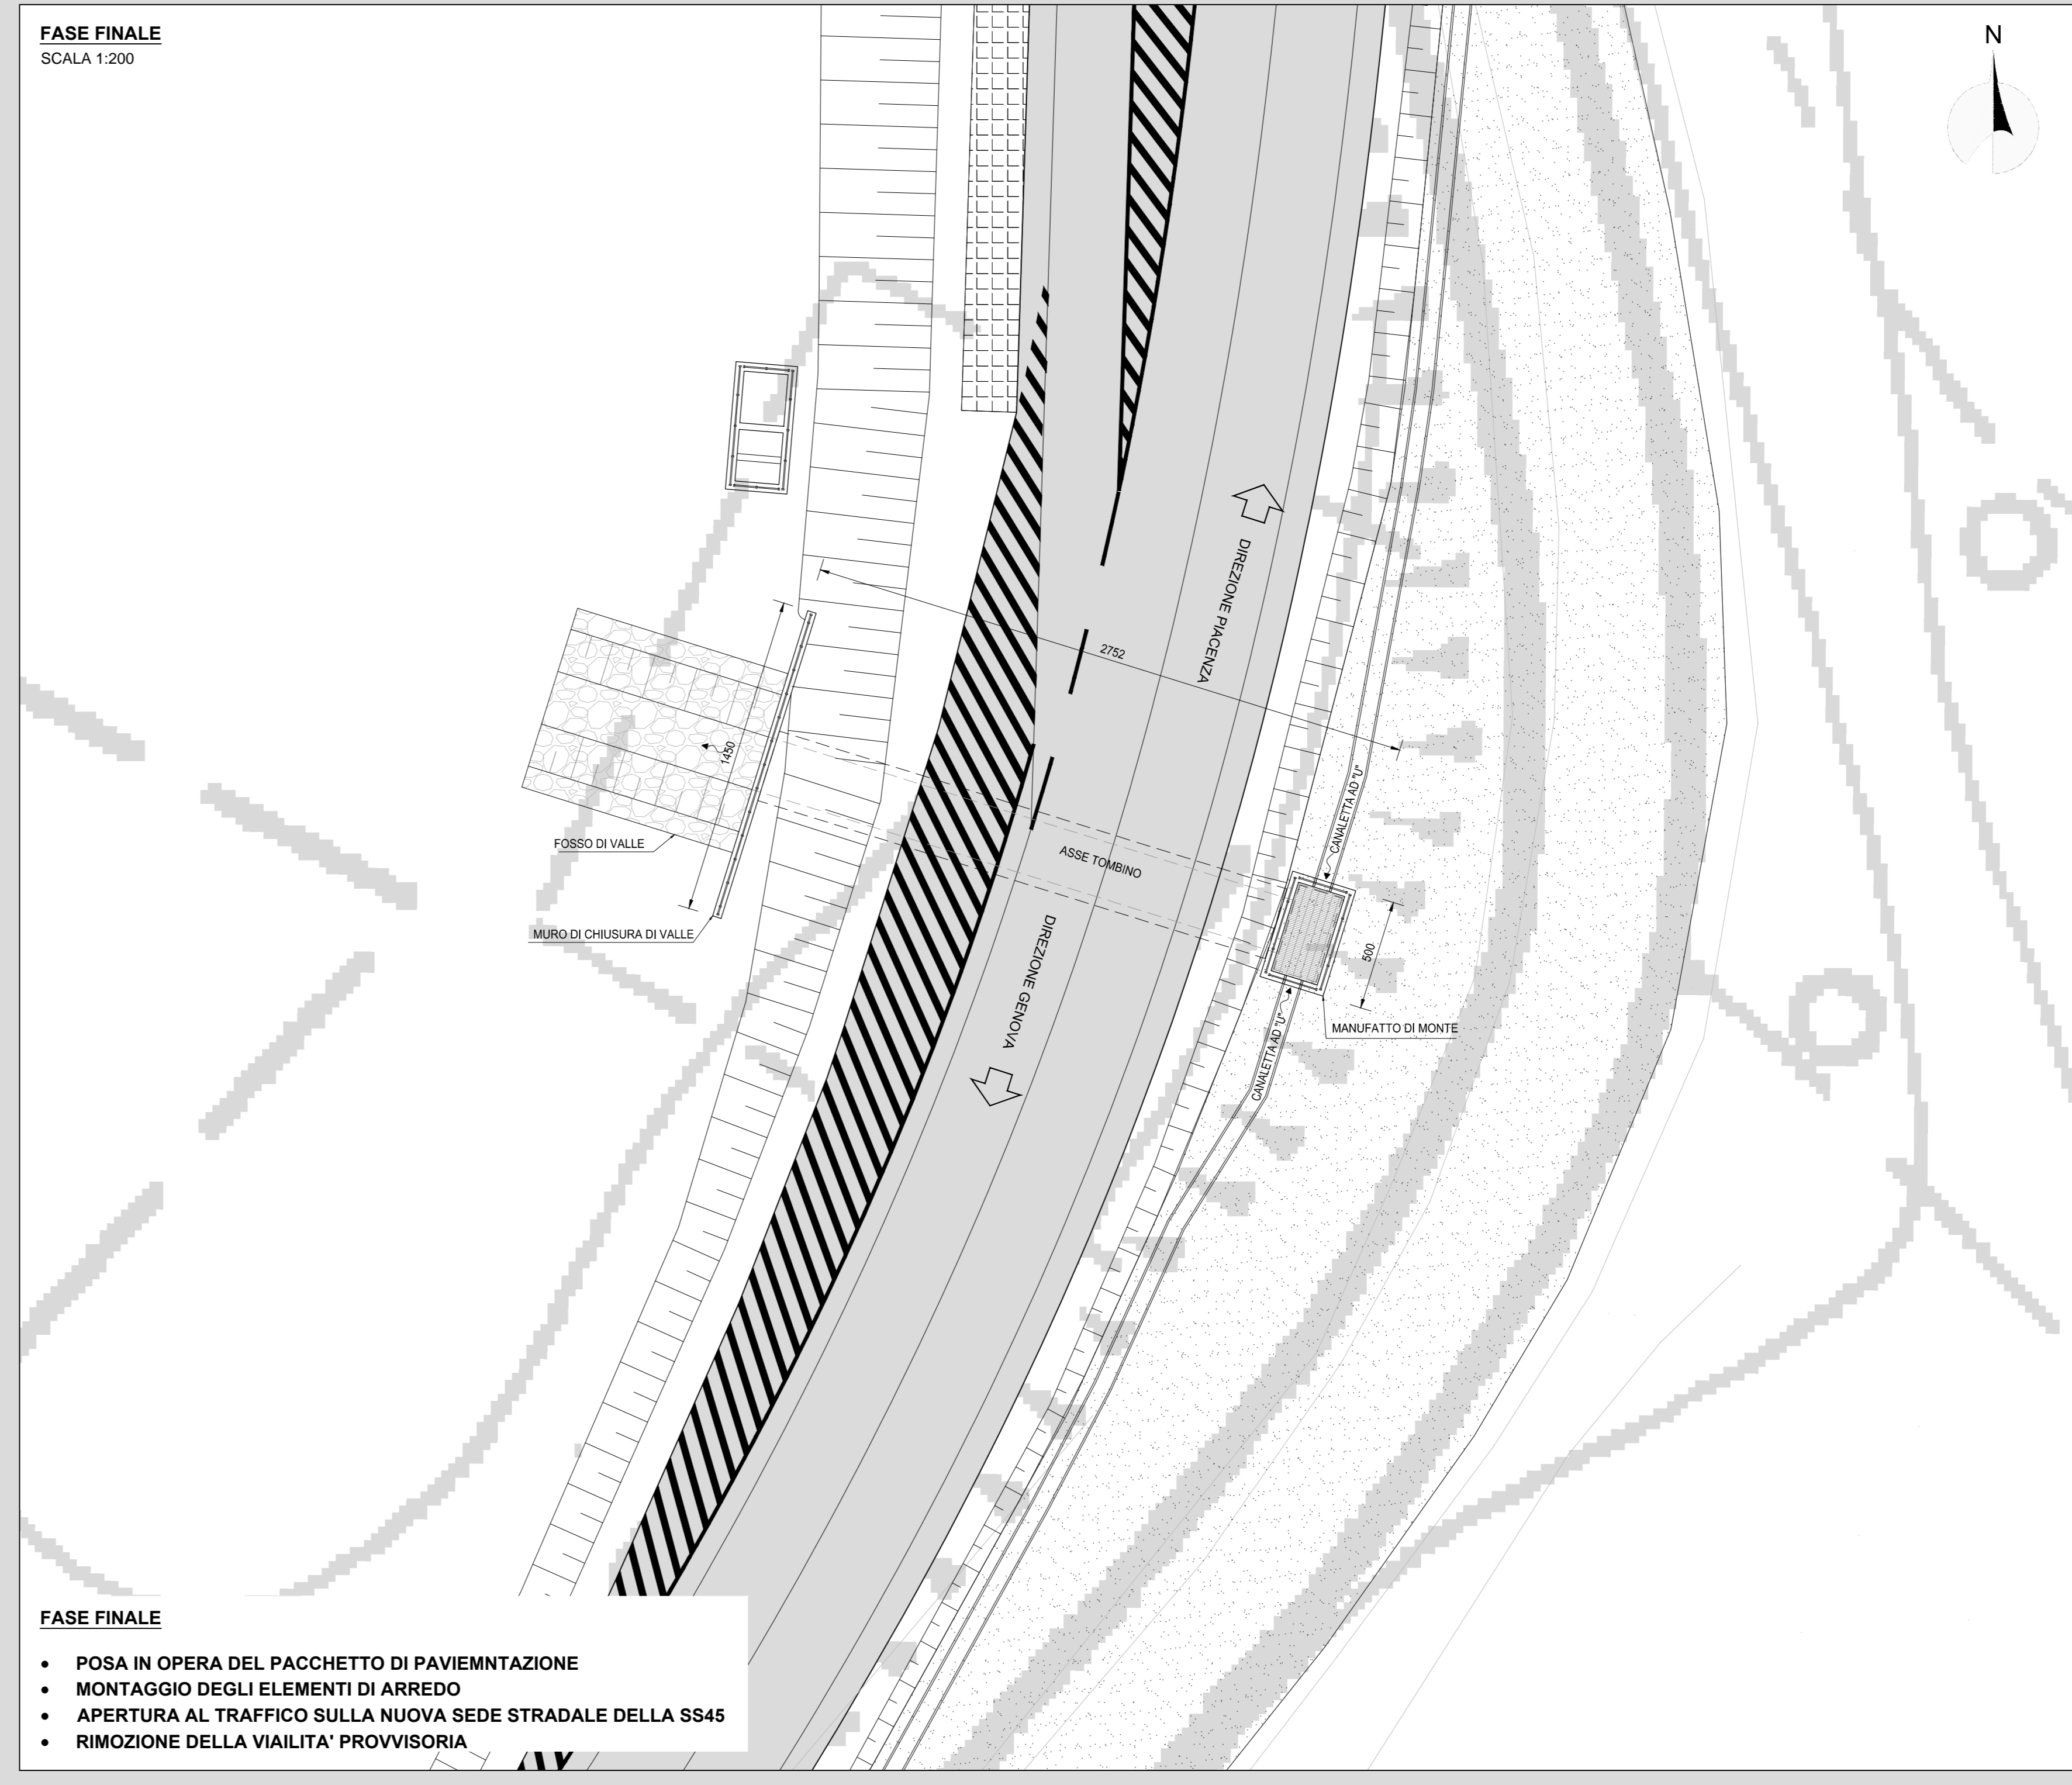 FASE FINALE
SCALA 1:200
N
DIREZIONE PIACENZA
2752
1450
CANALETTA AD "U"
FOSSO DI VALLE
ASSE TOMBINO
MURO DI CHIUSURA DI VALLE
DIREZIONE GENOVA
500
MANUFATTO DI MONTE
CANALETTA AD "U"
FASE FINALE
• POSA IN OPERA DEL PACCHETTO DI PAVIEMNTAZIONE
• MONTAGGIO DEGLI ELEMENTI DI ARREDO
• APERTURA AL TRAFFICO SULLA NUOVA SEDE STRADALE DELLA SS45
• RIMOZIONE DELLA VIAILITA' PROVVISORIA